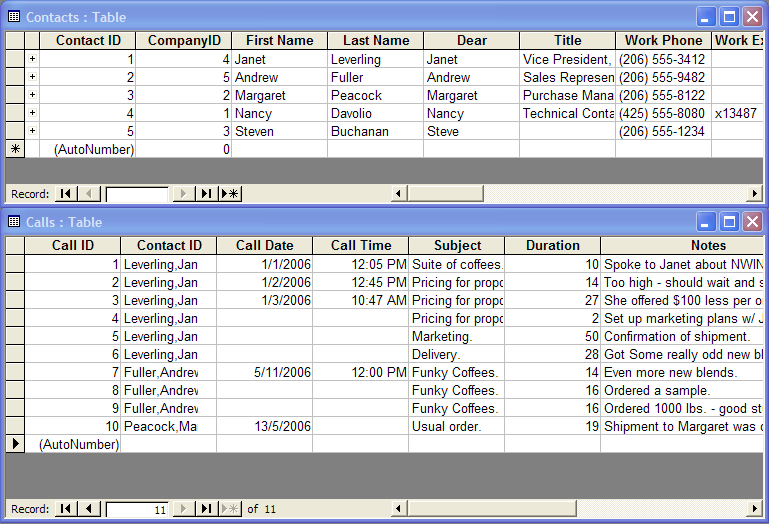 Contacts : Table
Contact ID CompanyID First Name Last Name Dear Title Work Phone Work Ex
+ 1 4 Janet Leverling Janet Vice President, (206) 555-3412
+ 2 5 Andrew Fuller Andrew Sales Represen (206) 555-9482
+ 3 2 Margaret Peacock Margaret Purchase Mana (206) 555-8122
+ 4 1 Nancy Davolio Nancy Technical Conta (425) 555-8080 x13487
+ 5 3 Steven Buchanan Steve (206) 555-1234
(AutoNumber) 0
Record:
Calls : Table
Call ID Contact ID Call Date Call Time Subject Duration Notes
1 Leverling,Jan 1/1/2006 12:05 PM Suite of coffees. 10 Spoke to Janet about NWIN
2 Leverling,Jan 1/2/2006 12:45 PM Pricing for propo 14 Too high - should wait and s
3 Leverling,Jan 1/3/2006 10:47 AM Pricing for propo 27 She offered $100 less per o
4 Leverling,Jan Pricing for propo 2 Set up marketing plans w/ J
5 Leverling,Jan Marketing. 50 Confirmation of shipment.
6 Leverling,Jan Delivery. 28 Got Some really odd new bl
7 Fuller,Andrew 5/11/2006 12:00 PM Funky Coffees. 14 Even more new blends.
8 Fuller,Andrew Funky Coffees. 16 Ordered a sample.
9 Fuller,Andrew Funky Coffees. 16 Ordered 1000 lbs. - good st
10 Peacock,Ma 13/5/2006 Usual order. 19 Shipment to Margaret was
(AutoNumber)
Record: 11 of 11